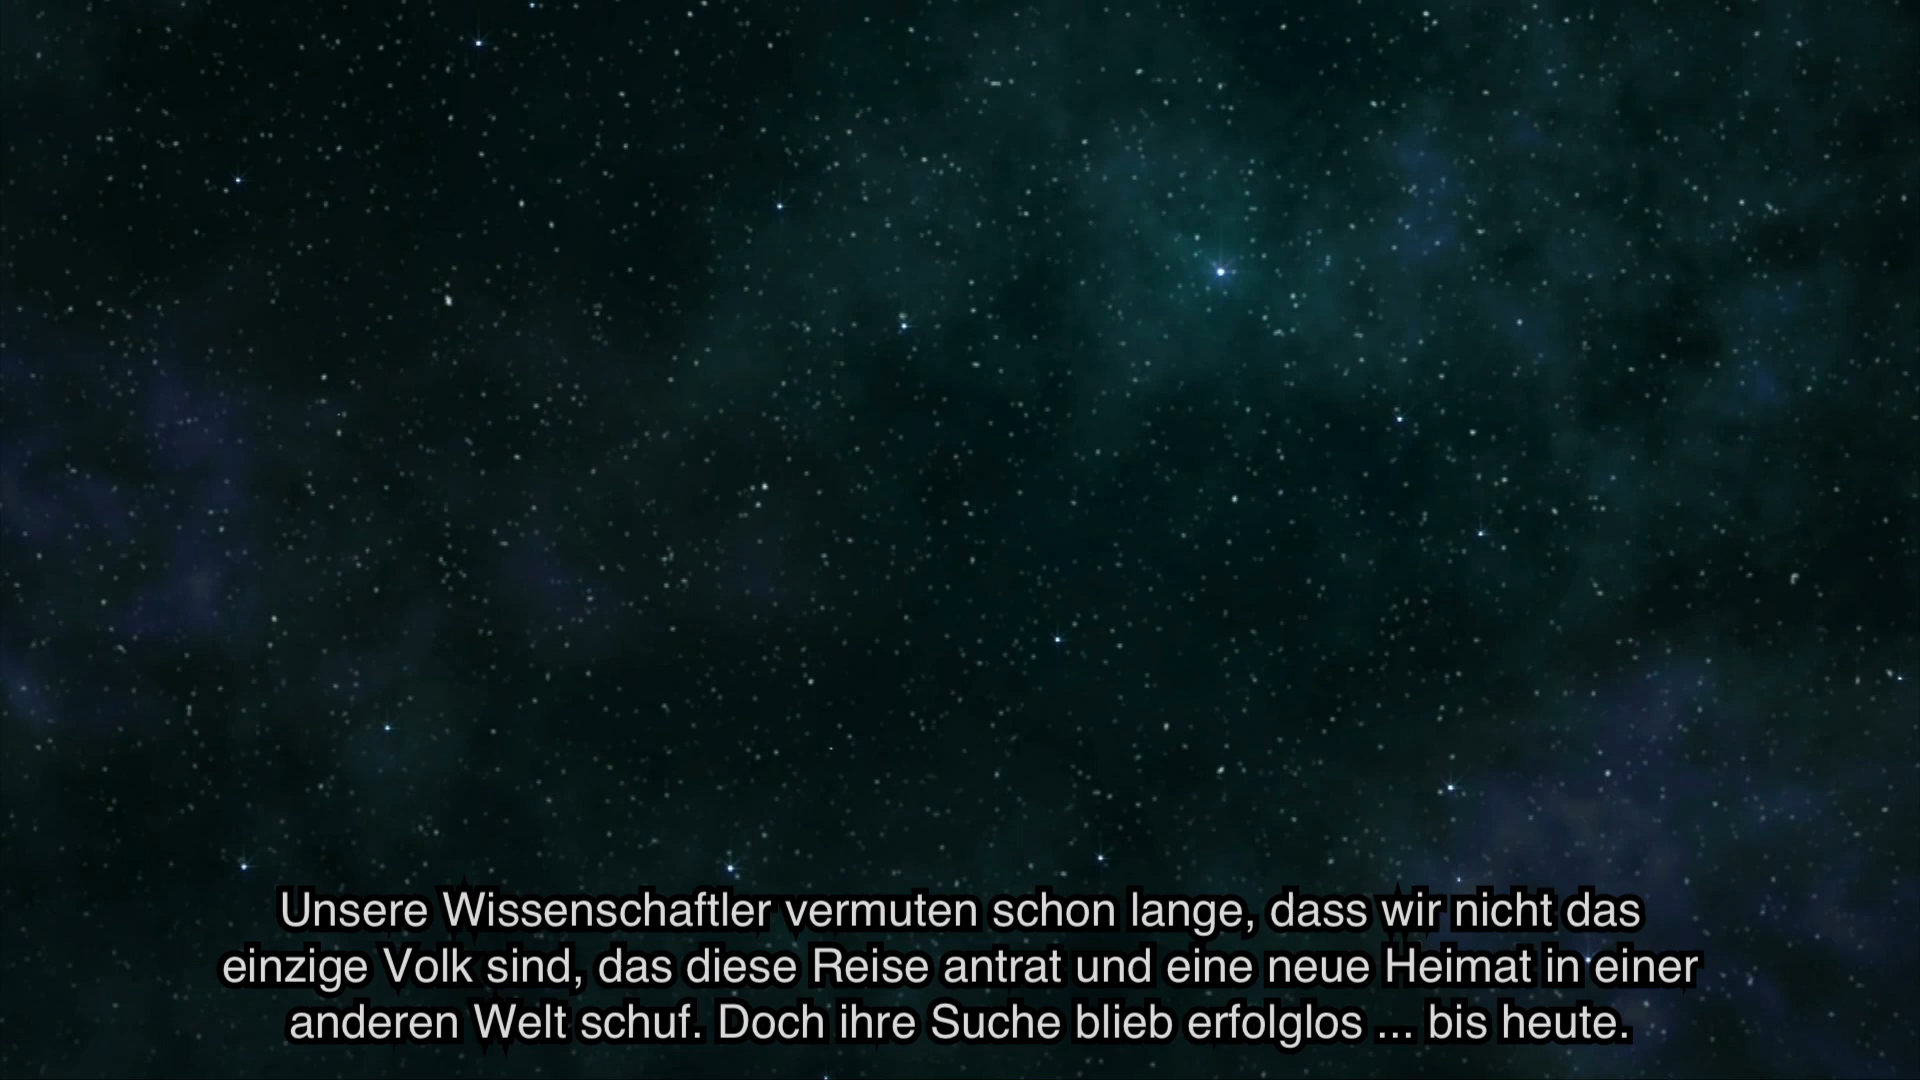 Unsere Wissenschaftler vermuten schon lange, dass wir nicht das
einzige Volk sind, das diese Reise antrat und eine neue Heimat in einer
anderen Welt schuf. Doch ihre Suche blieb erfolglos ... bis heute.